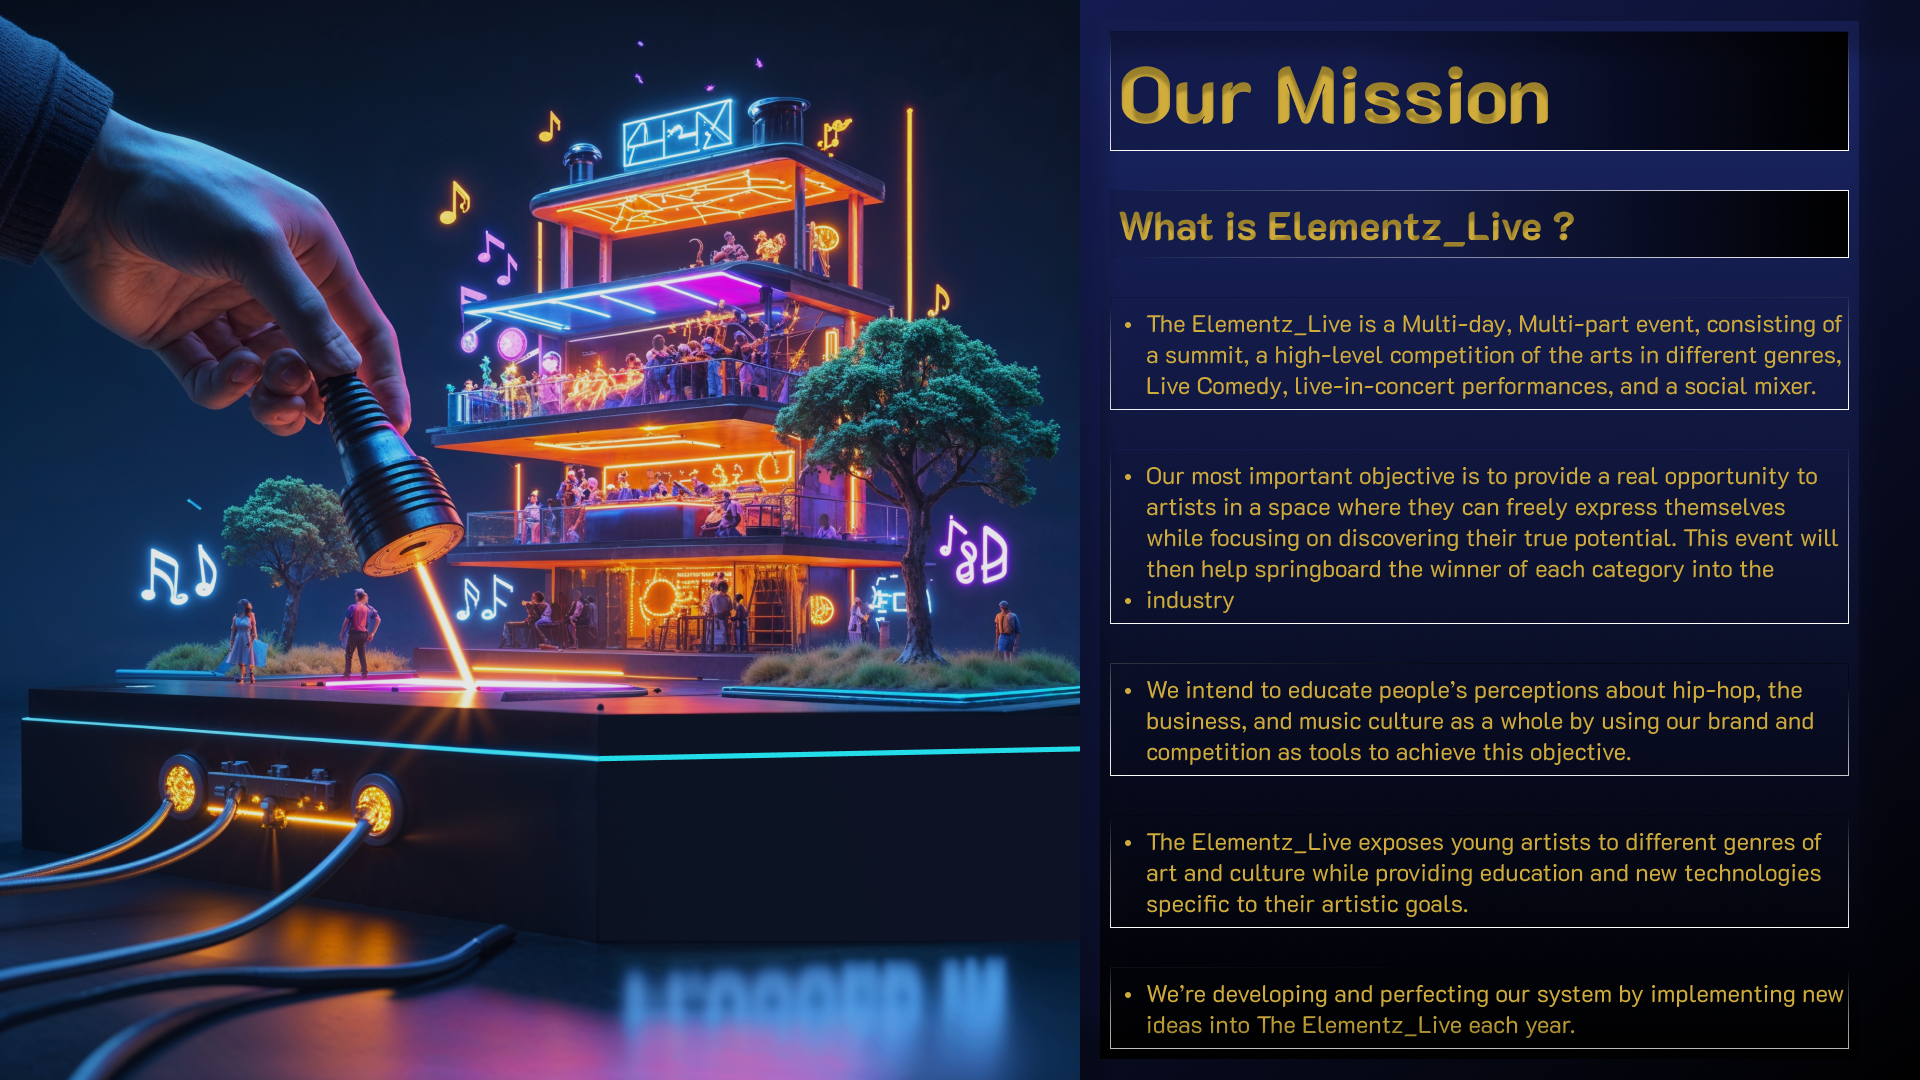 Our Mission
What is Elementz_Live ?
• The Elementz_Live is a Multi-day, Multi-part event, consisting of
a summit, a high-level competition of the arts in different genres,
Live Comedy, live-in-concert performances, and a social mixer.
• Our most important objective is to provide a real opportunity to
artists in a space where they can freely express themselves
while focusing on discovering their true potential. This event will
then help springboard the winner of each category into the
• industry
• We intend to educate people’s perceptions about hip-hop, the
business, and music culture as a whole by using our brand and
competition as tools to achieve this objective.
• The Elementz_Live exposes young artists to different genres of
art and culture while providing education and new technologies
specific to their artistic goals.
• We’re developing and perfecting our system by implementing new
ideas into The Elementz_Live each year.